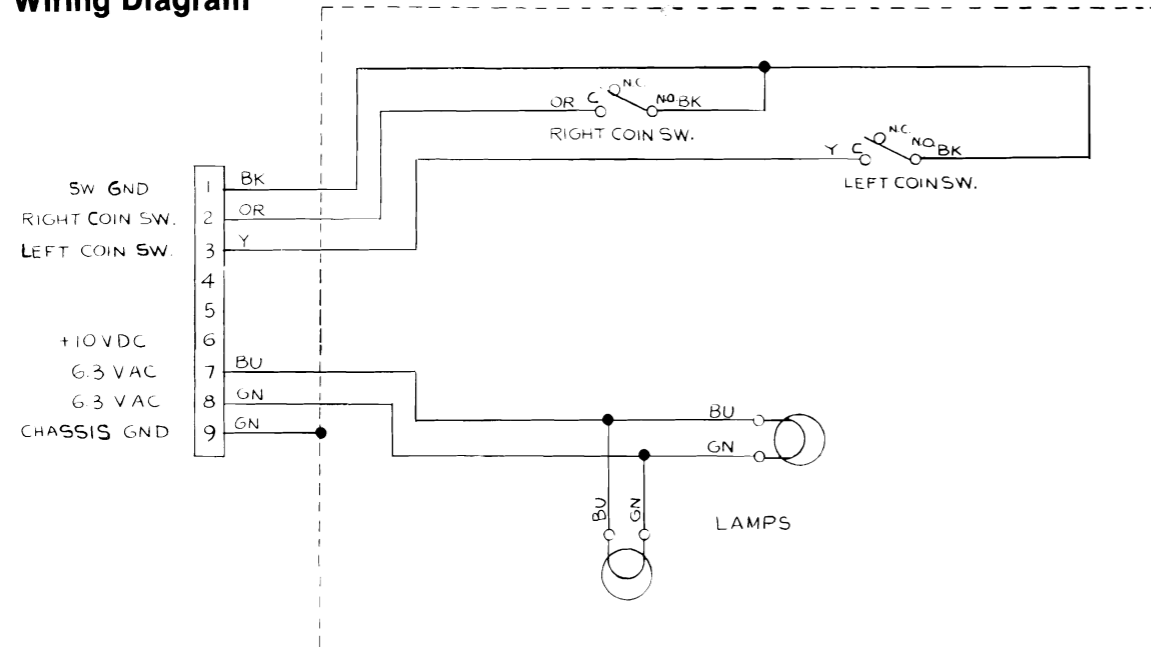 Wiring Diagram
OR C N.C. N.O. BK
RIGHT COIN SW.
Y C N.C. N.O. BK
LEFT COIN SW.
SW GND 1 BK
RIGHT COIN SW. 2 OR
LEFT COIN SW. 3 Y
4
5
+10VDC 6
6.3 VAC 7 BU
6.3 VAC 8 GN
CHASSIS GND 9 GN
BU
GN
BU GN
LAMPS